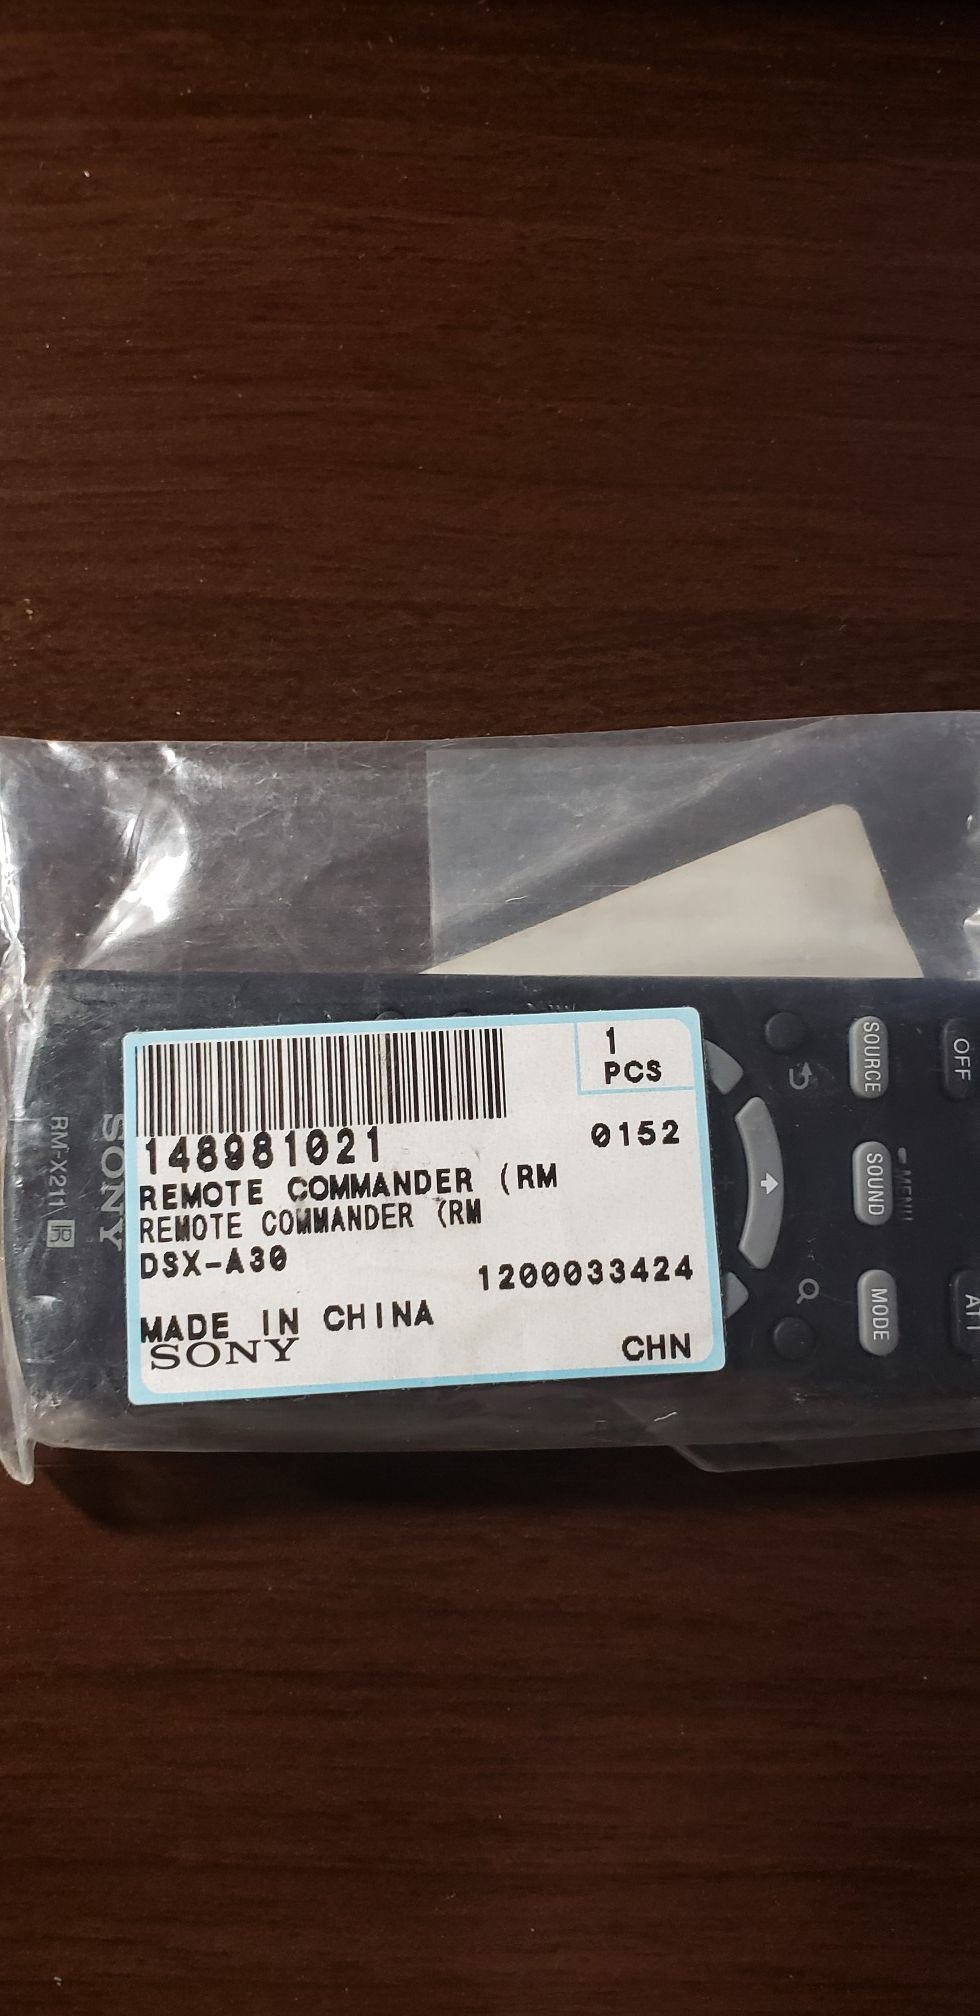 1
PCS
148981021
0152
REMOTE COMMANDER (RM
REMOTE COMMANDER (RM
DSX-A30
1200033424
MADE IN CHINA
SONY
CHN
OFF
ATT
SOURCE
SOUND
MENU
MODE
+
SONY
RM-X211